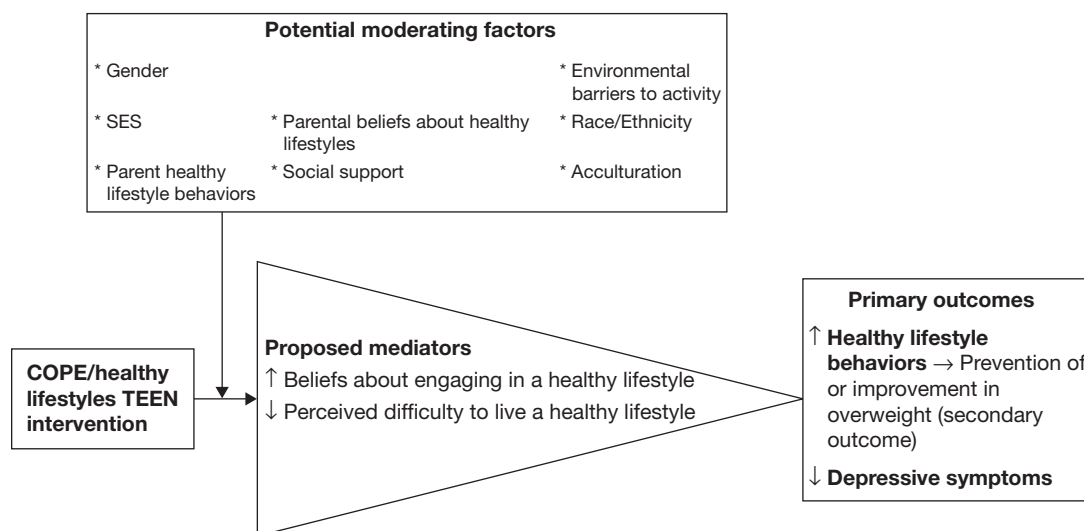 Potential moderating factors
* Gender
* Environmental
barriers to activity
* SES
* Parental beliefs about healthy
lifestyles
* Race/Ethnicity
* Parent healthy
lifestyle behaviors
* Social support
* Acculturation
COPE/healthy
lifestyles TEEN
intervention
Proposed mediators
↑ Beliefs about engaging in a healthy lifestyle
↓ Perceived difficulty to live a healthy lifestyle
Primary outcomes
↑ Healthy lifestyle
behaviors → Prevention of
or improvement in
overweight (secondary
outcome)
↓ Depressive symptoms